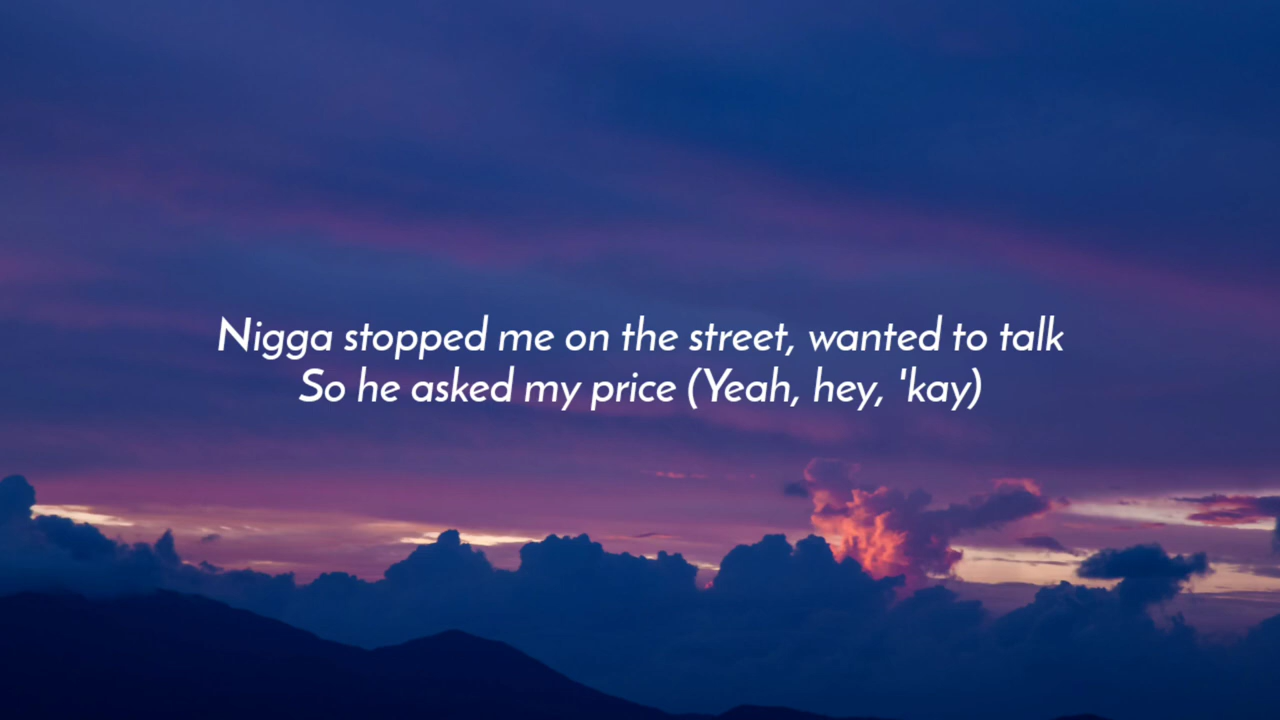 Nigga stopped me on the street, wanted to talk
So he asked my price (Yeah, hey, 'kay)